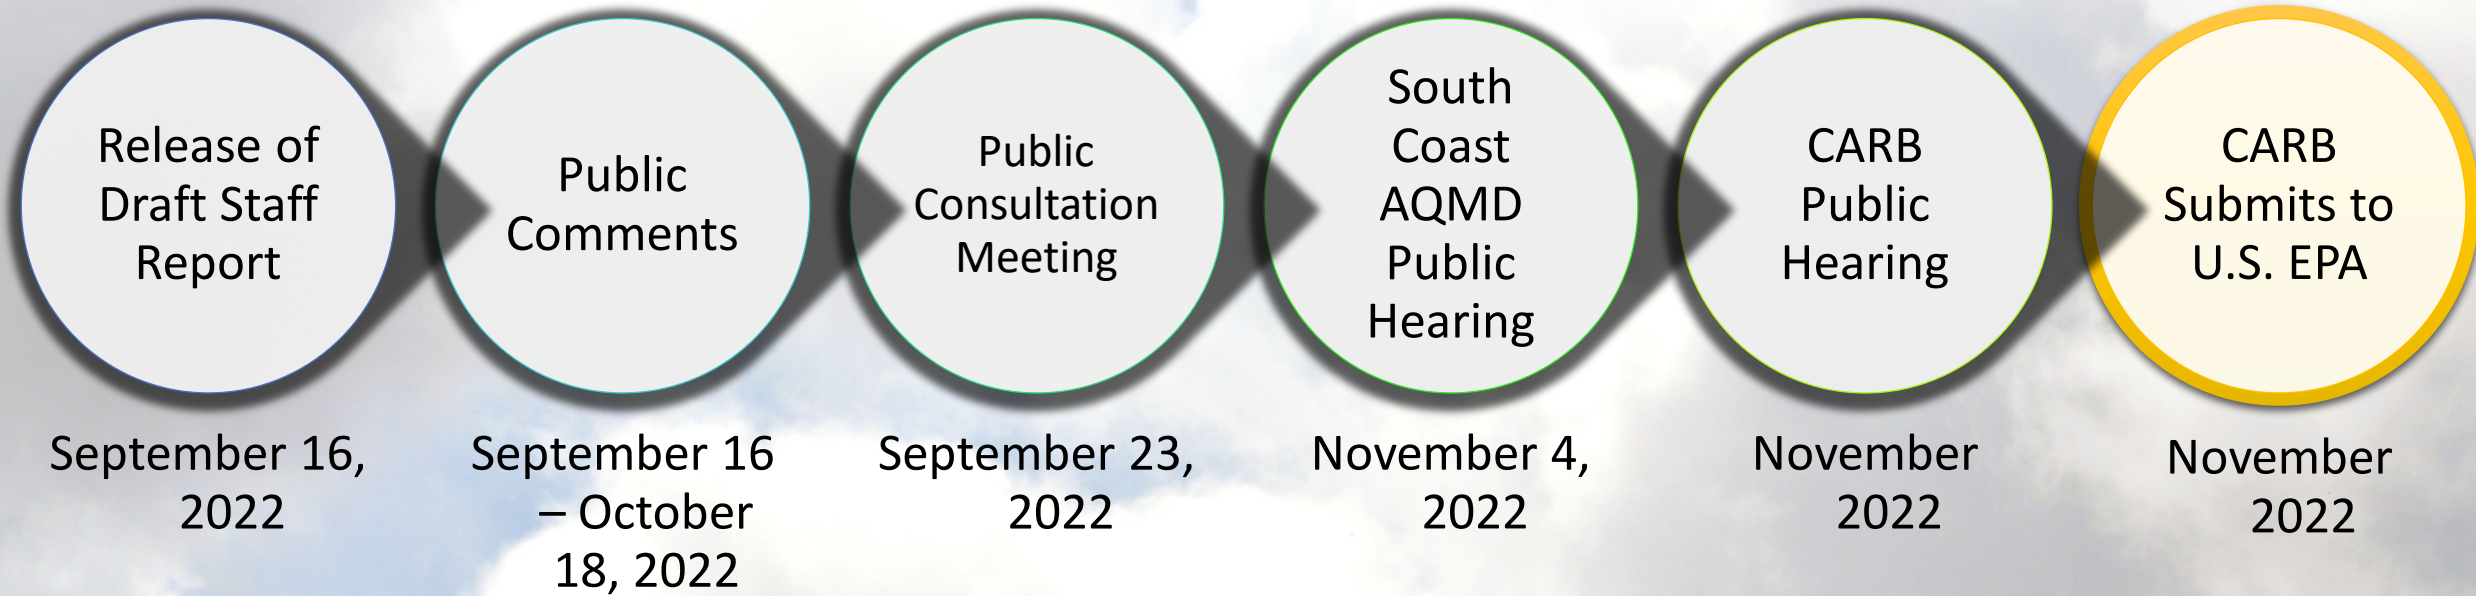 Release of
Draft Staff
Report
Public
Comments
Public
Consultation
Meeting
South
Coast
AQMD
Public
Hearing
CARB
Public
Hearing
CARB
Submits to
U.S. EPA
September 16,
2022
September 16
– October
18, 2022
September 23,
2022
November 4,
2022
November
2022
November
2022